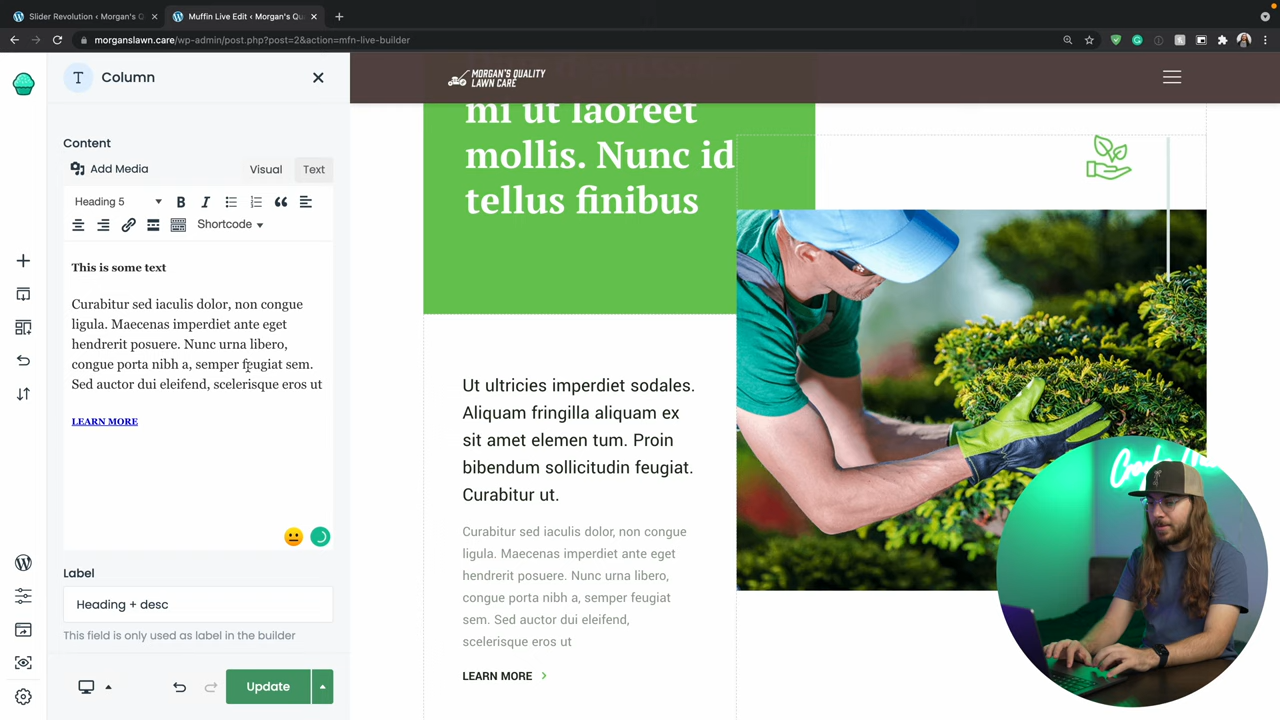 Slider Revolution ‹ Morgan's Q
Muffin Live Edit ‹ Morgan's Qu
morganslawn.care/wp-admin/post.php?post=2&action=mfn-live-builder
T
Column
MORGAN'S QUALITY
LAWN CARE
Content
Add Media
Visual
Text
Heading 5
B
I
Shortcode
This is some text
Curabitur sed iaculis dolor, non congue
ligula. Maecenas imperdiet ante eget
hendrerit posuere. Nunc urna libero,
congue porta nibh a, semper feugiat sem.
Sed auctor dui eleifend, scelerisque eros ut
LEARN MORE
Label
Heading + desc
This field is only used as label in the builder
Update
mi ut laoreet
mollis. Nunc id
tellus finibus
Ut ultricies imperdiet sodales.
Aliquam fringilla aliquam ex
sit amet elemen tum. Proin
bibendum sollicitudin feugiat.
Curabitur ut.
Curabitur sed iaculis dolor, non congue
ligula. Maecenas imperdiet ante eget
hendrerit posuere. Nunc urna libero,
congue porta nibh a, semper feugiat
sem. Sed auctor dui eleifend,
scelerisque eros ut
LEARN MORE